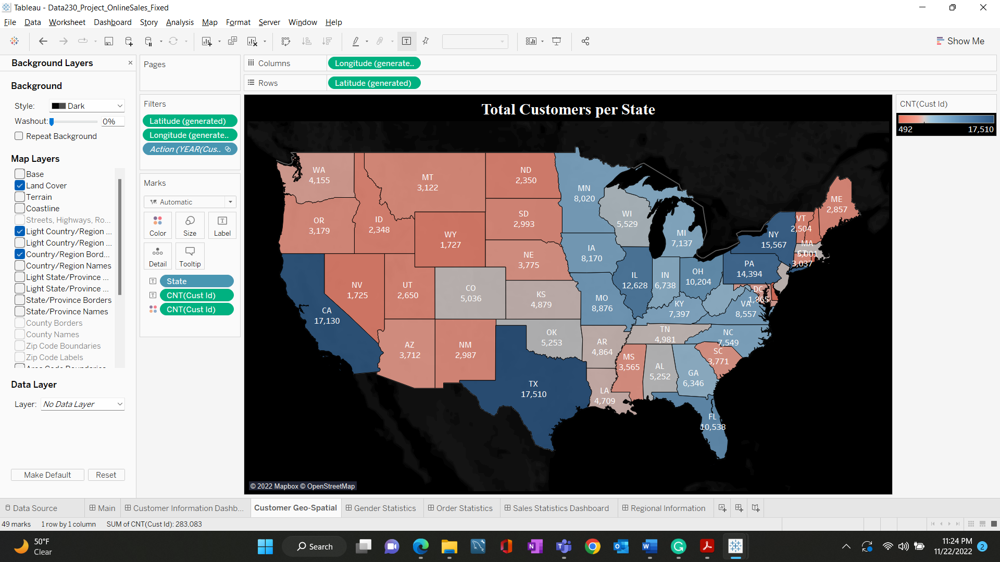 Tableau - Data230_Project_OnlineSales_Fixed
File Data Worksheet Dashboard Story Analysis Map Format Server Window Help
Show Me
Background Layers
Background
Style: Dark
Washout: 0%
Repeat Background
Map Layers
Base
Land Cover
Terrain
Coastline
Streets, Highways, Ro...
Light Country/Region ...
Light Country/Region ...
Country/Region Bord...
Country/Region Names
Light State/Province ...
Light State/Province ...
State/Province Borders
State/Province Names
County Borders
County Names
Zip Code Boundaries
Zip Code Labels
Data Layer
Layer: No Data Layer
Make Default Reset
Pages
Filters
Latitude (generated)
Longitude (generate..
Action (YEAR(Cus..
Marks
Automatic
Color Size Label
Detail Tooltip
State
CNT(Cust Id)
CNT(Cust Id)
Columns Longitude (generate..
Rows Latitude (generated)
Total Customers per State
WA
4,155
MT
3,122
ND
2,350
MN
8,020
OR
3,179
ID
2,348
WY
1,727
SD
2,993
WI
5,529
MI
7,137
NY
15,567
VT
2,504
ME
2,857
MA
CT
3,037
NE
3,775
IA
8,170
IL
12,628
IN
6,738
OH
10,204
PA
14,394
NV
1,725
UT
2,650
CO
5,036
KS
4,879
MO
8,876
KY
7,397
DC
1,865
VA
8,557
CA
17,130
AZ
3,712
NM
2,987
OK
5,253
AR
4,864
TN
4,981
NC
7,549
SC
3,771
MS
3,565
AL
5,252
GA
6,346
TX
17,510
LA
4,709
FL
10,538
© 2022 Mapbox © OpenStreetMap
CNT(Cust Id)
492 17,510
Data Source Main Customer Information Dashb... Customer Geo-Spatial Gender Statistics Order Statistics Sales Statistics Dashboard Regional Information
49 marks 1 row by 1 column SUM of CNT(Cust Id): 283,083
50°F
Clear
Search
11:24 PM
11/22/2022
2